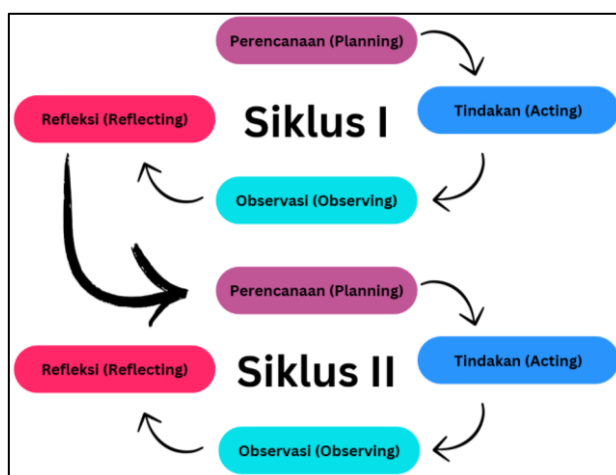 Perencanaan (Planning)
Refleksi (Reflecting)
Siklus I
Tindakan (Acting)
Observasi (Observing)
Perencanaan (Planning)
Refleksi (Reflecting)
Siklus II
Tindakan (Acting)
Observasi (Observing)